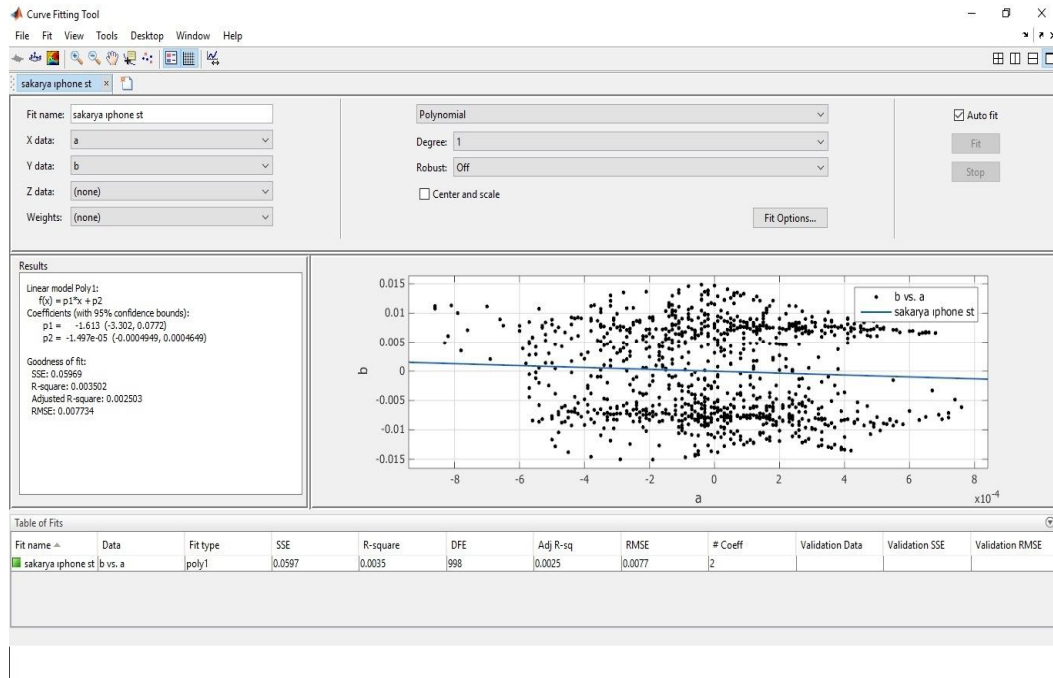 Curve Fitting Tool
File Fit View Tools Desktop Window Help
sakarya ıphone st
Fit name: sakarya ıphone st
X data: a
Y data: b
Z data: (none)
Weights: (none)
Polynomial
Degree: 1
Robust: Off
Center and scale
Fit Options...
Auto fit
Fit
Stop
Results
Linear model Poly1:
f(x) = p1*x + p2
Coefficients (with 95% confidence bounds):
p1 = -1.613 (-3.302, 0.0772)
p2 = -1.497e-05 (-0.0004949, 0.0004649)
Goodness of fit:
SSE: 0.05969
R-square: 0.003502
Adjusted R-square: 0.002503
RMSE: 0.007734
0.015
0.01
0.005
0
-0.005
-0.01
-0.015
b
-8 -6 -4 -2 0 2 4 6 8
a
x10-4
b vs. a
sakarya ıphone st
Table of Fits
Fit name Data Fit type SSE R-square DFE Adj R-sq RMSE # Coeff Validation Data Validation SSE Validation RMSE
sakarya ıphone st b vs. a poly1 0.0597 0.0035 998 0.0025 0.0077 2